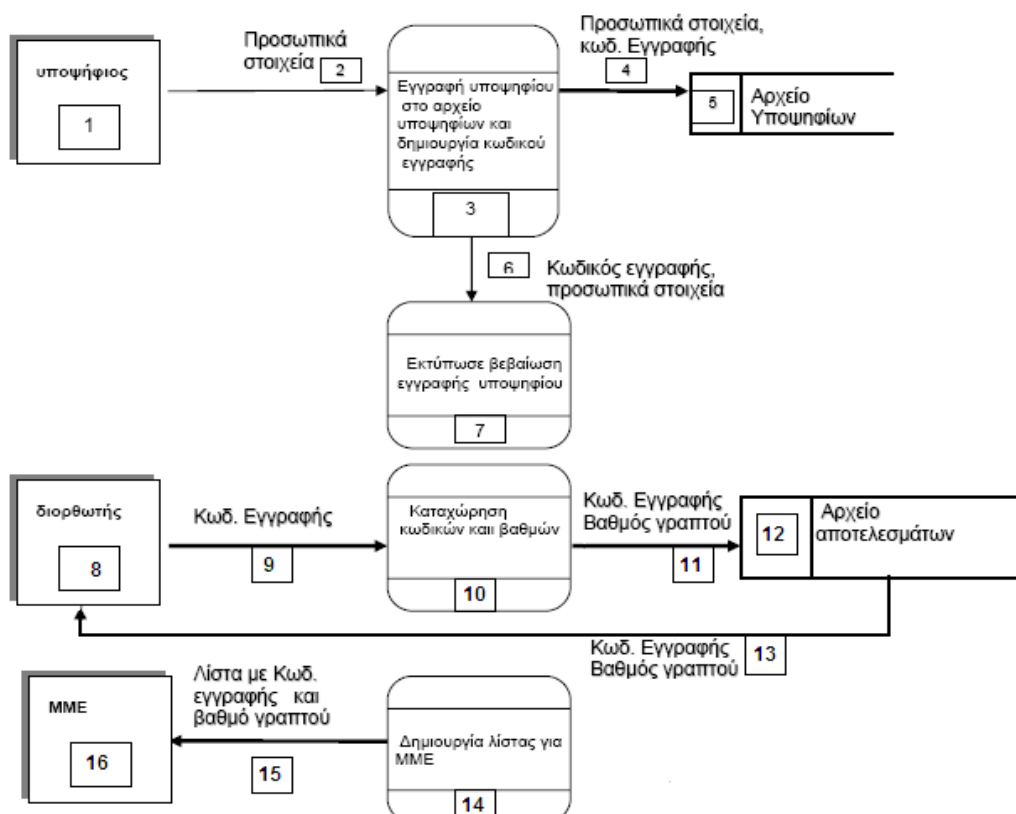 υποψήφιος
1
Προσωπικά
στοιχεία
2
Εγγραφή υποψηφίου
στο αρχείο
υποψηφίων και
δημιουργία κωδικού
εγγραφής
3
Προσωπικά στοιχεία,
κωδ. Εγγραφής
4
5
Αρχείο
Υποψηφίων
6
Κωδικός εγγραφής,
προσωπικά στοιχεία
Εκτύπωσε βεβαίωση
εγγραφής υποψηφίου
7
διορθωτής
8
Κωδ. Εγγραφής
9
Καταχώρηση
κωδικών καιι βαθμών
10
Κωδ. Εγγραφής
Βαθμός γραπτού
11
12
Αρχείο
αποτελεσμάτων
Κωδ. Εγγραφής
Βαθμός γραπτού
13
ΜΜΕ
16
Λίστα με Κωδ.
εγγραφής και
βαθμό γραπτού
15
Δημιουργία λίστας για
ΜΜΕ
14